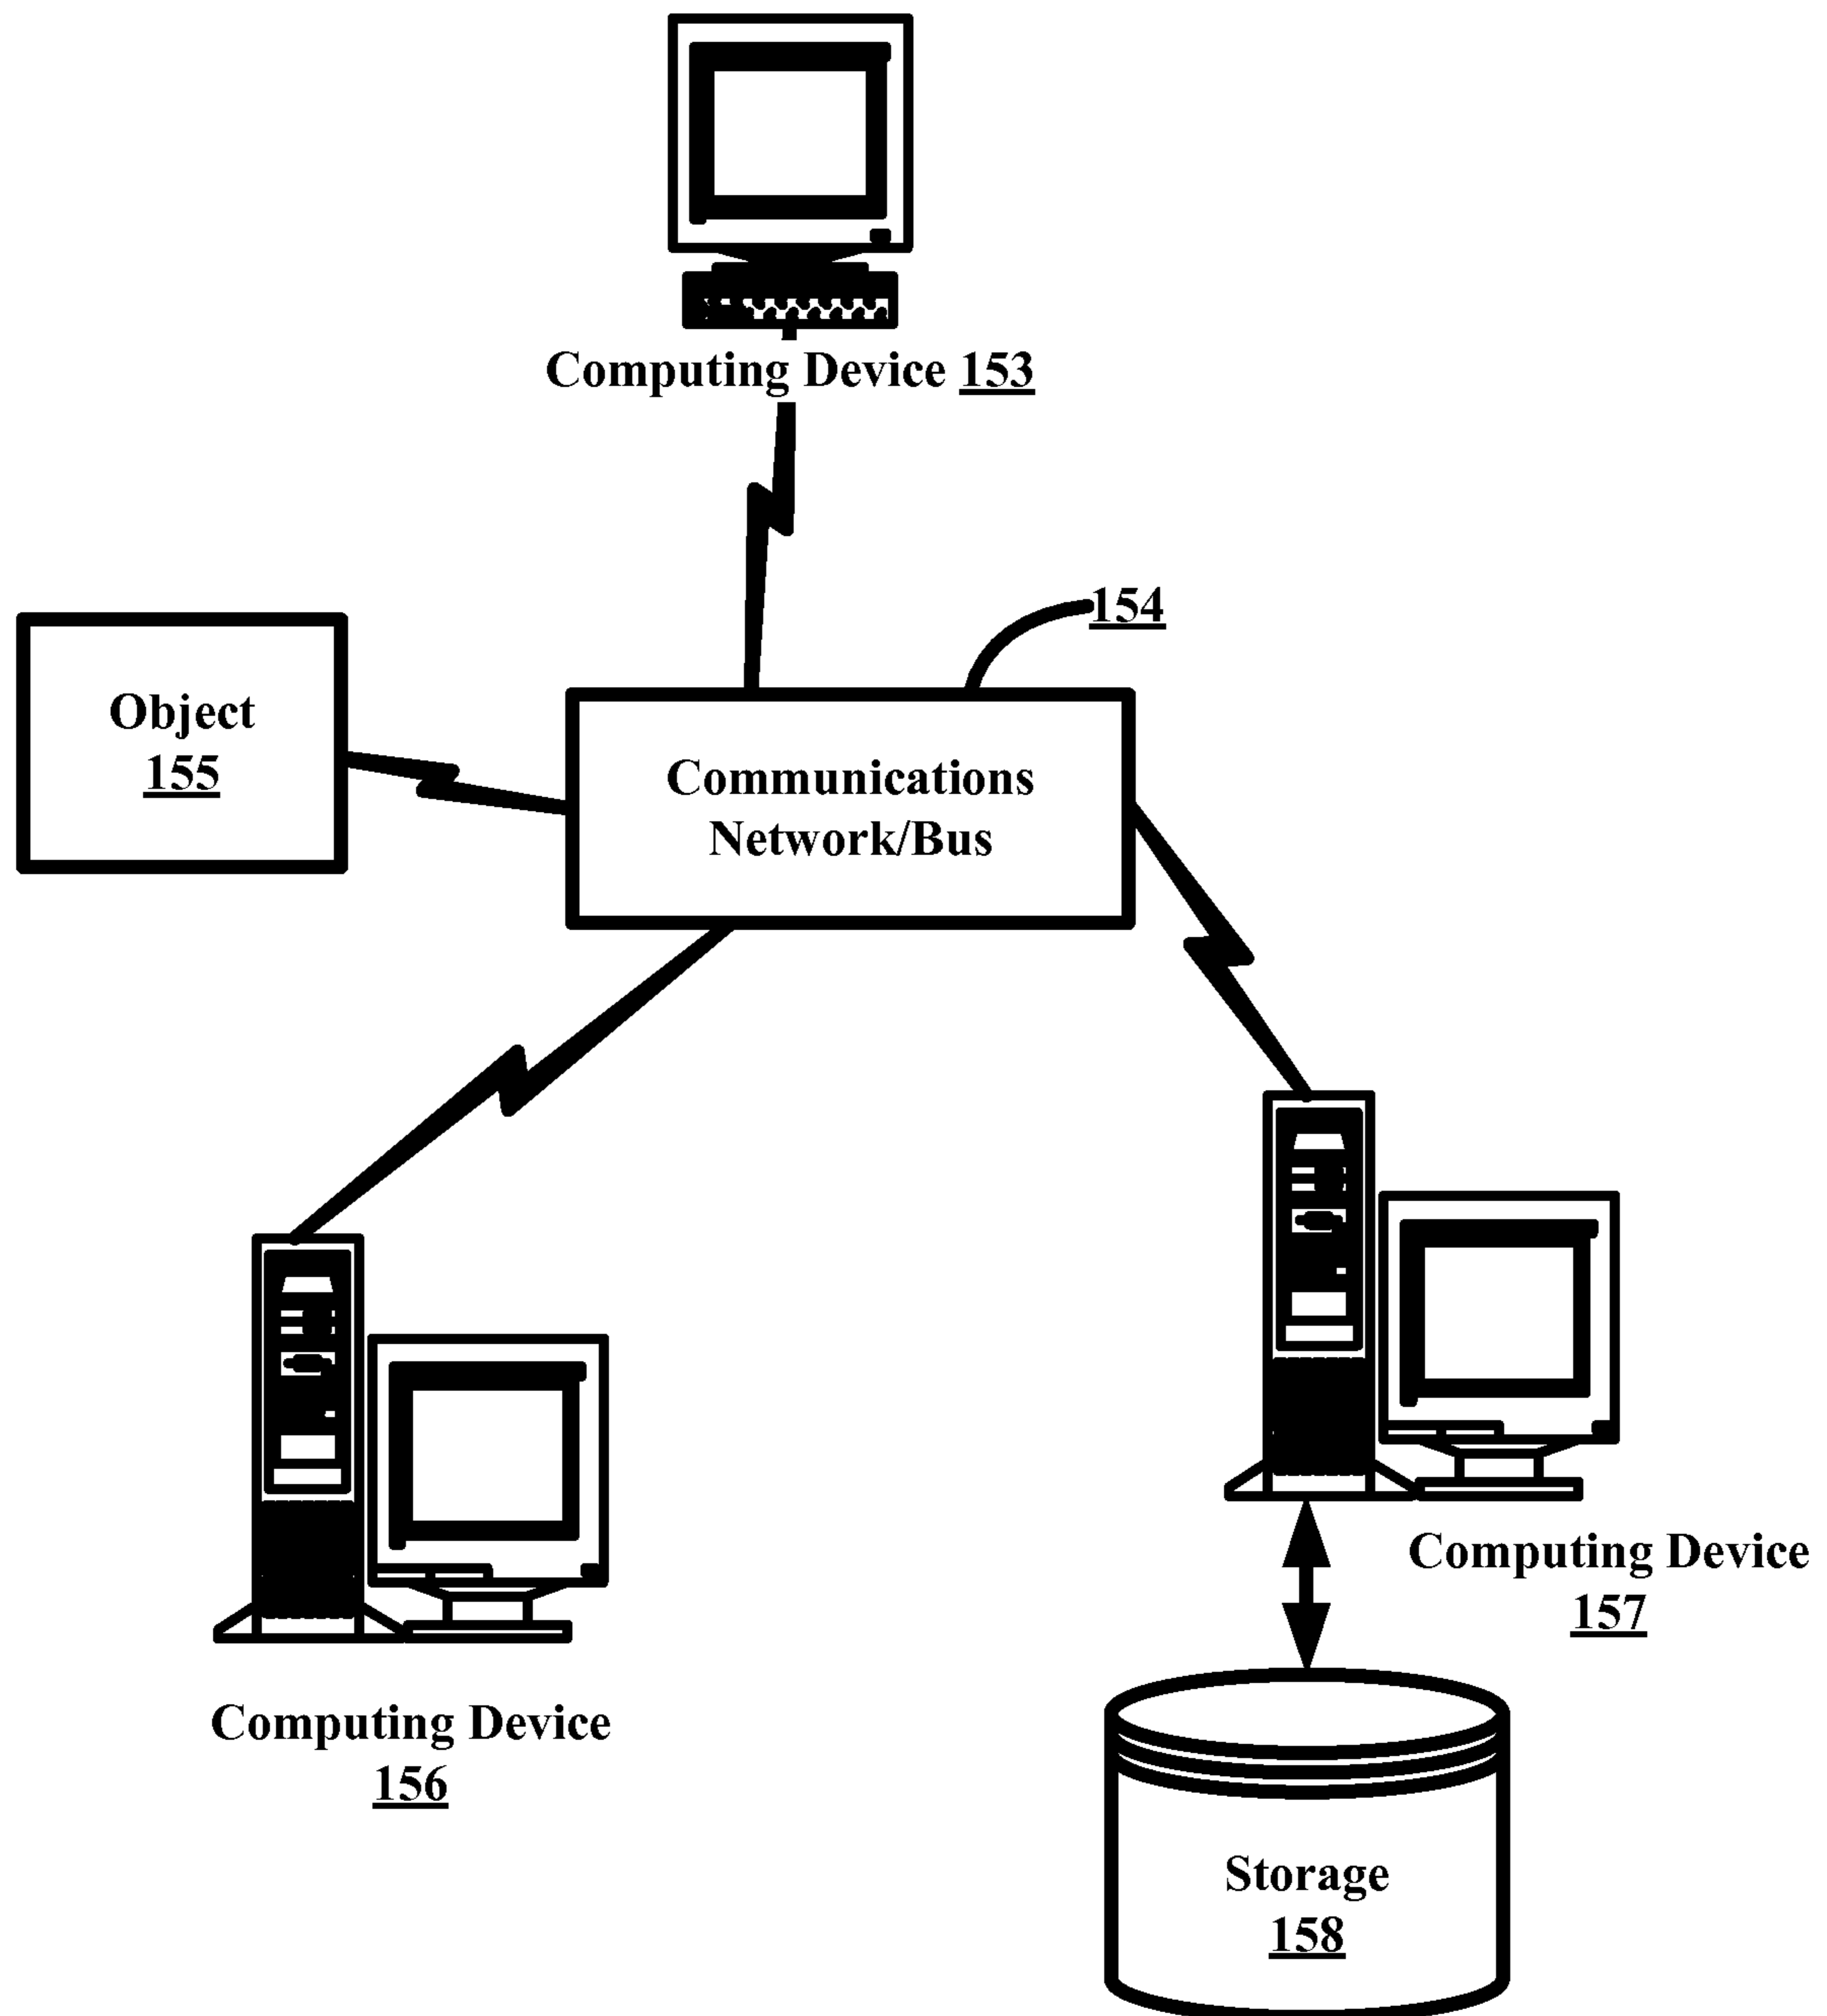 Computing Device 153
154
Object
155
Communications
Network/Bus
Computing Device
157
Computing Device
156
Storage
158